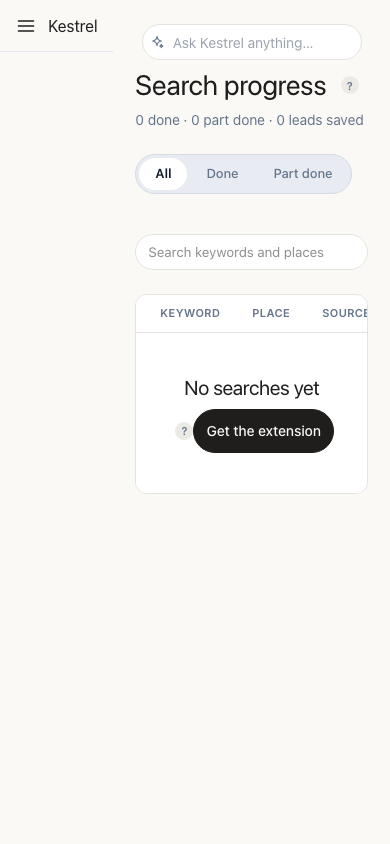 Kestrel
Ask Kestrel anything...
Search progress ?
0 done · 0 part done · 0 leads saved
All Done Part done
Search keywords and places
KEYWORD PLACE SOURCE
No searches yet
? Get the extension